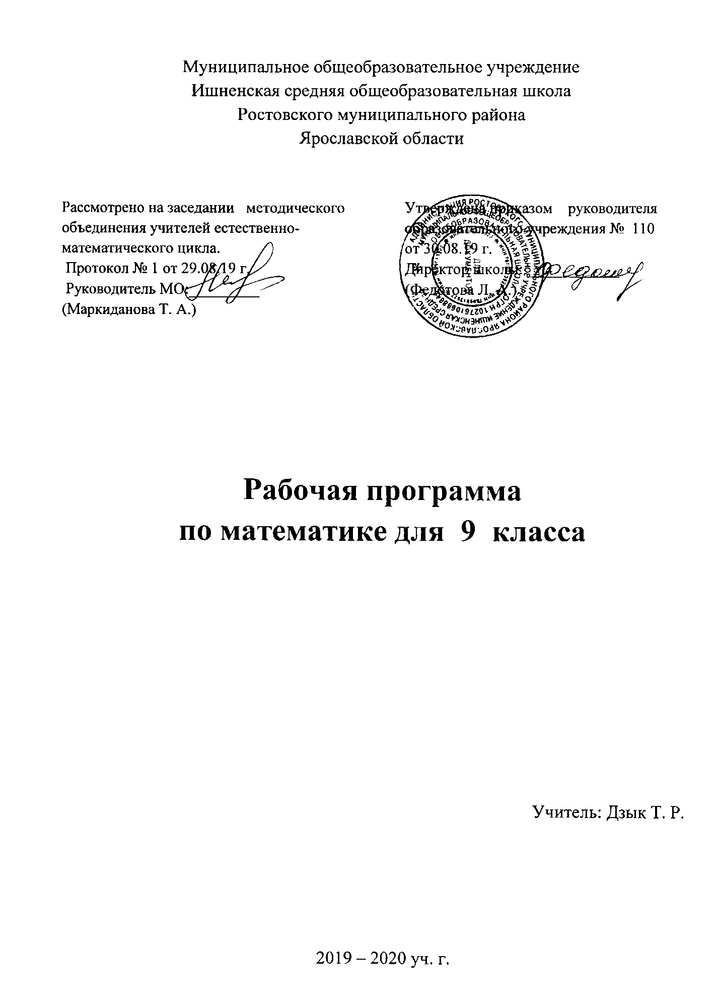 Муниципальное общеобразовательное учреждение
Ишненская средняя общеобразовательная школа
Ростовского муниципального района
Ярославской области
Рассмотрено на заседании методического
объединения учителей естественно-
математического цикла.
Протокол № 1 от 29.08.19 г.
Руководитель МО:
(Маркиданова Т. А.)
Утверждена приказом руководителя
образовательного учреждения № 110
от 30.08.19 г.
Директор школы:
(Федотова Л. А.)
Рабочая программа
по математике для 9 класса
Учитель: Дзык Т. Р.
2019 – 2020 уч. г.